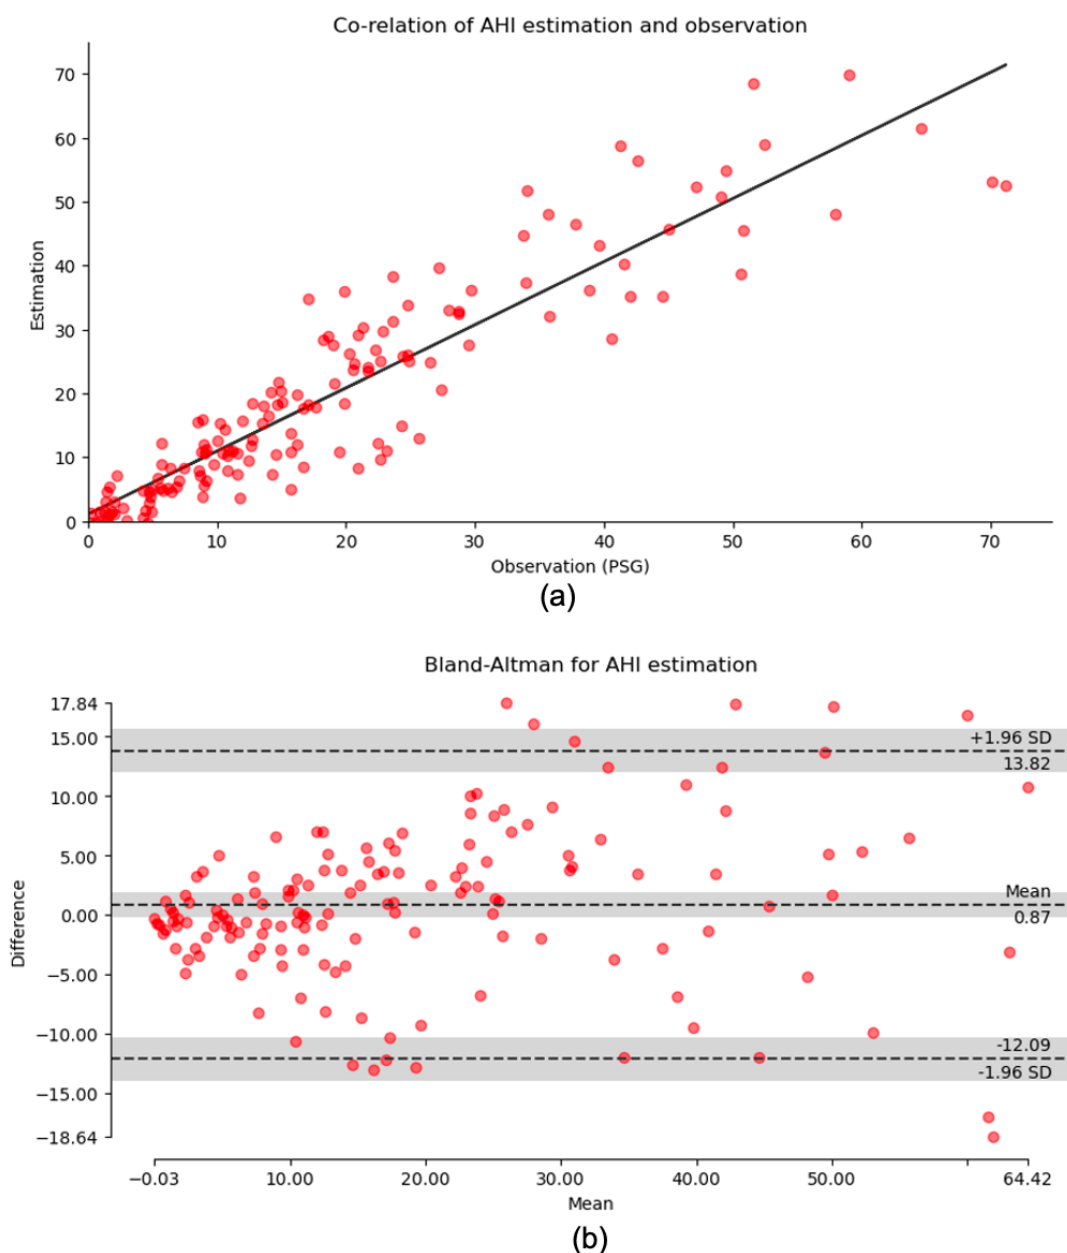 Co-relation of AHI estimation and observation
70
60
50
40
30
20
10
0
Estimation
0 10 20 30 40 50 60 70
Observation (PSG)
(a)
Bland-Altman for AHI estimation
17.84
15.00
10.00
5.00
0.00
−5.00
−10.00
−15.00
−18.64
Difference
+1.96 SD
13.82
Mean
0.87
-12.09
-1.96 SD
−0.03 10.00 20.00 30.00 40.00 50.00 64.42
Mean
(b)